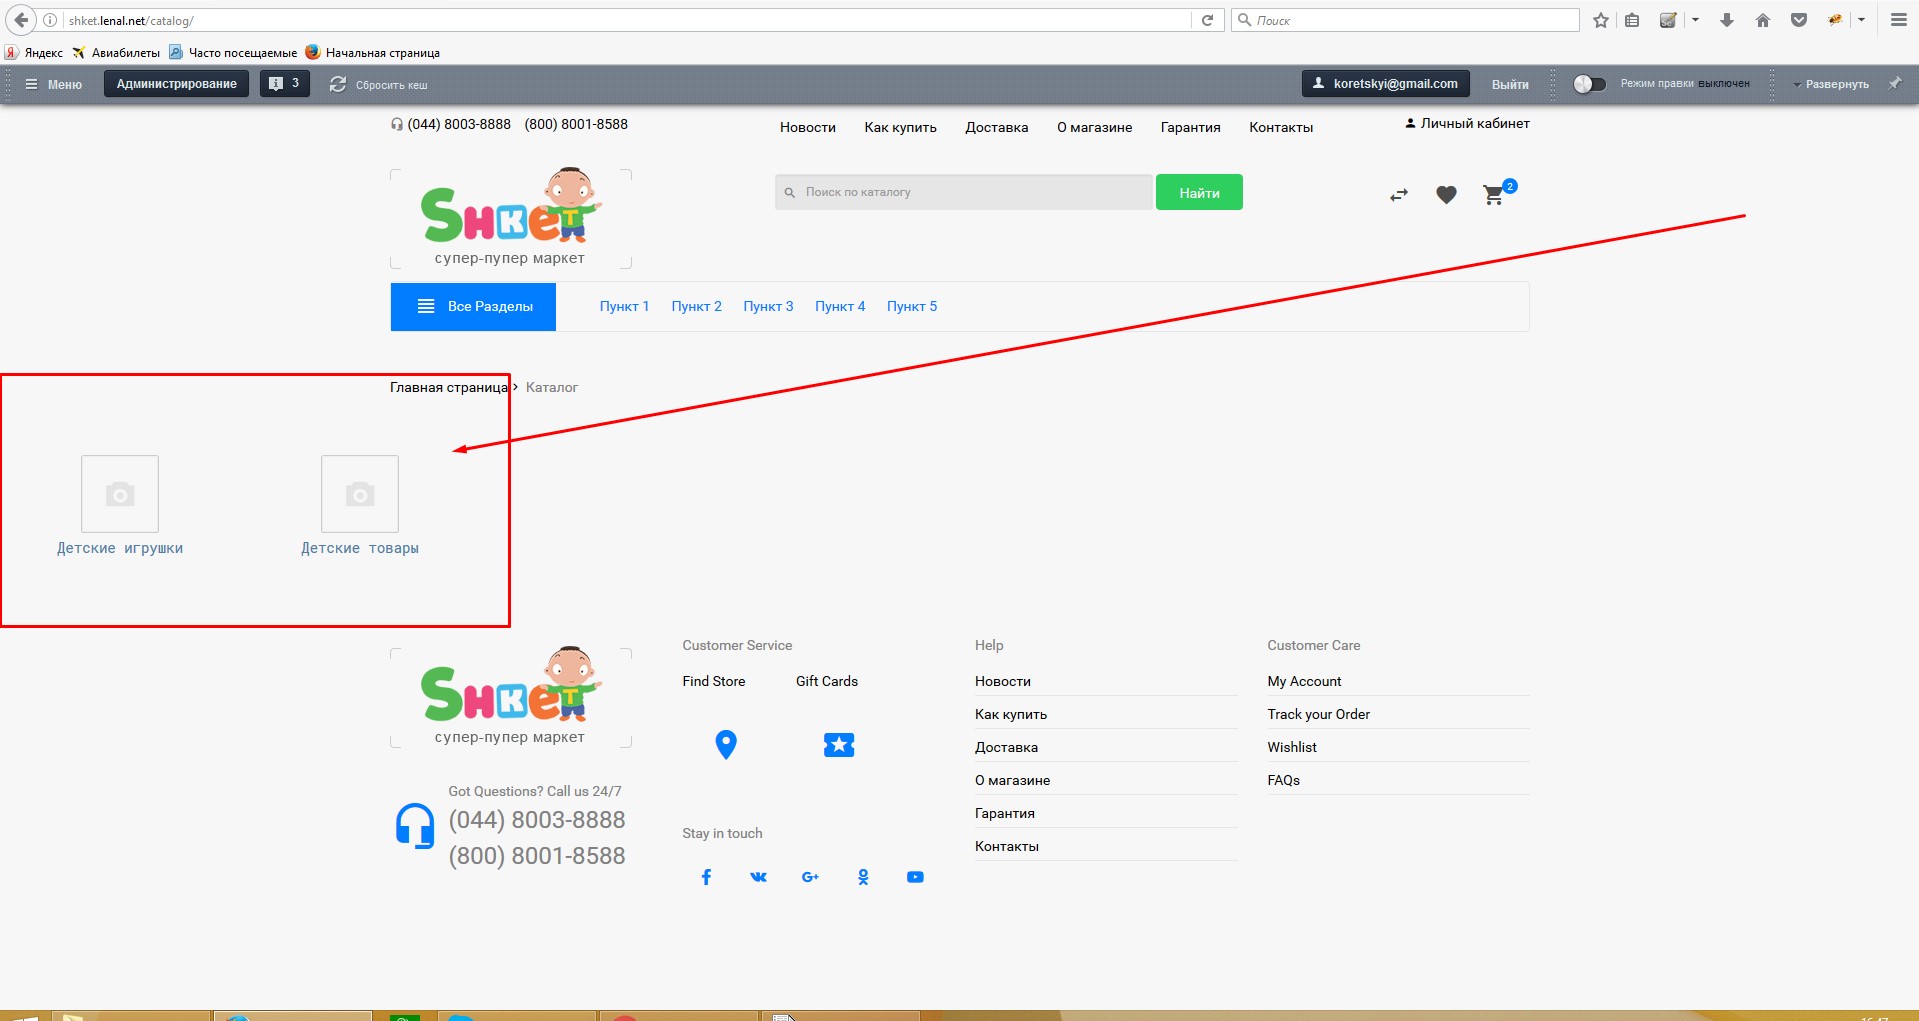 shket.lenal.net/catalog/
Поиск
Яндекс Авиабилеты Часто посещаемые Начальная страница
Меню Администрирование 3 Сбросить кеш koretskyi@gmail.com Выйти Режим правки выключен Развернуть
(044) 8003-8888 (800) 8001-8588 Новости Как купить Доставка О магазине Гарантия Контакты Личный кабинет
SHKET
супер-пупер маркет
Поиск по каталогу Найти 2
Все Разделы Пункт 1 Пункт 2 Пункт 3 Пункт 4 Пункт 5
Главная страница › Каталог
Детские игрушки Детские товары
SHKET
супер-пупер маркет
Got Questions? Call us 24/7
(044) 8003-8888
(800) 8001-8588
Customer Service
Find Store Gift Cards
Stay in touch
Help
Новости
Как купить
Доставка
О магазине
Гарантия
Контакты
Customer Care
My Account
Track your Order
Wishlist
FAQs